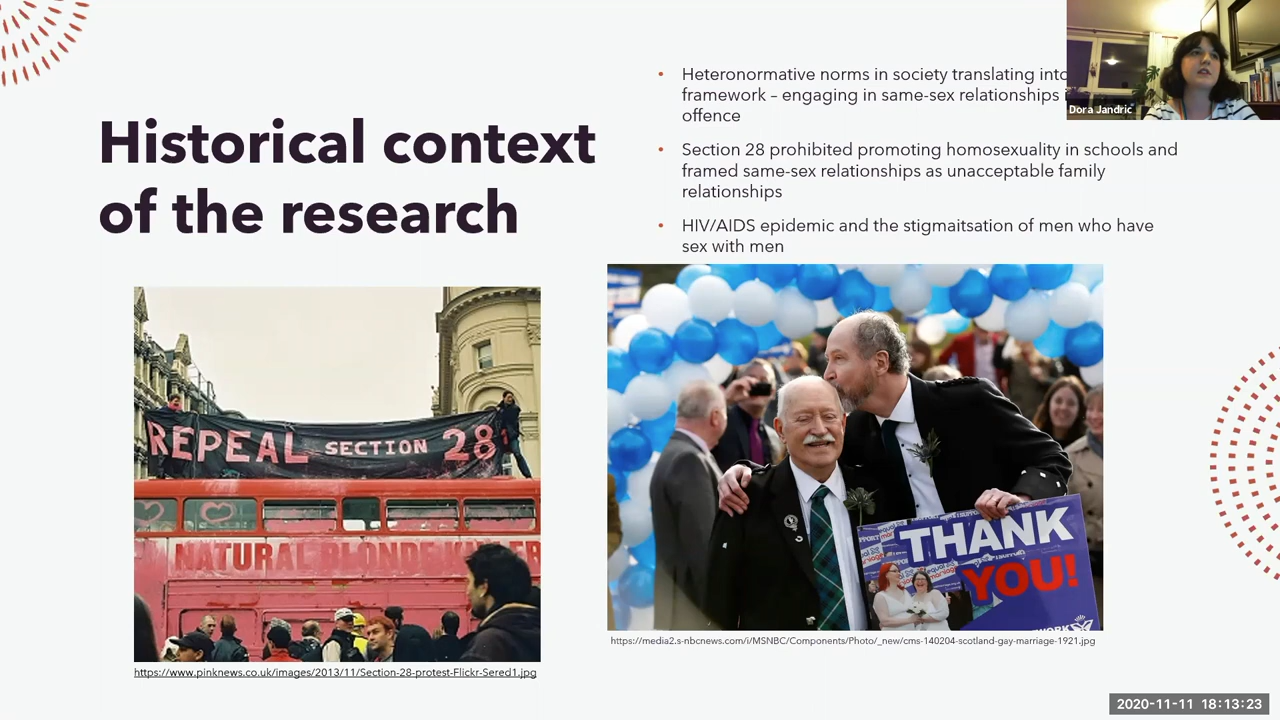 Historical context
of the research
Heteronormative norms in society translating into
framework – engaging in same-sex relationships
offence
Section 28 prohibited promoting homosexuality in schools and
framed same-sex relationships as unacceptable family
relationships
HIV/AIDS epidemic and the stigmaitsation of men who have
sex with men
Dora Jandric
REPEAL SECTION 28
NATURAL BLONDE
THANK
YOU!
https://www.pinknews.co.uk/images/2013/11/Section-28-protest-Flickr-Sered1.jpg
https://media2.s-nbcnews.com/i/MSNBC/Components/Photo/_new/cms-140204-scotland-gay-marriage-1921.jpg
2020-11-11 18:13:23